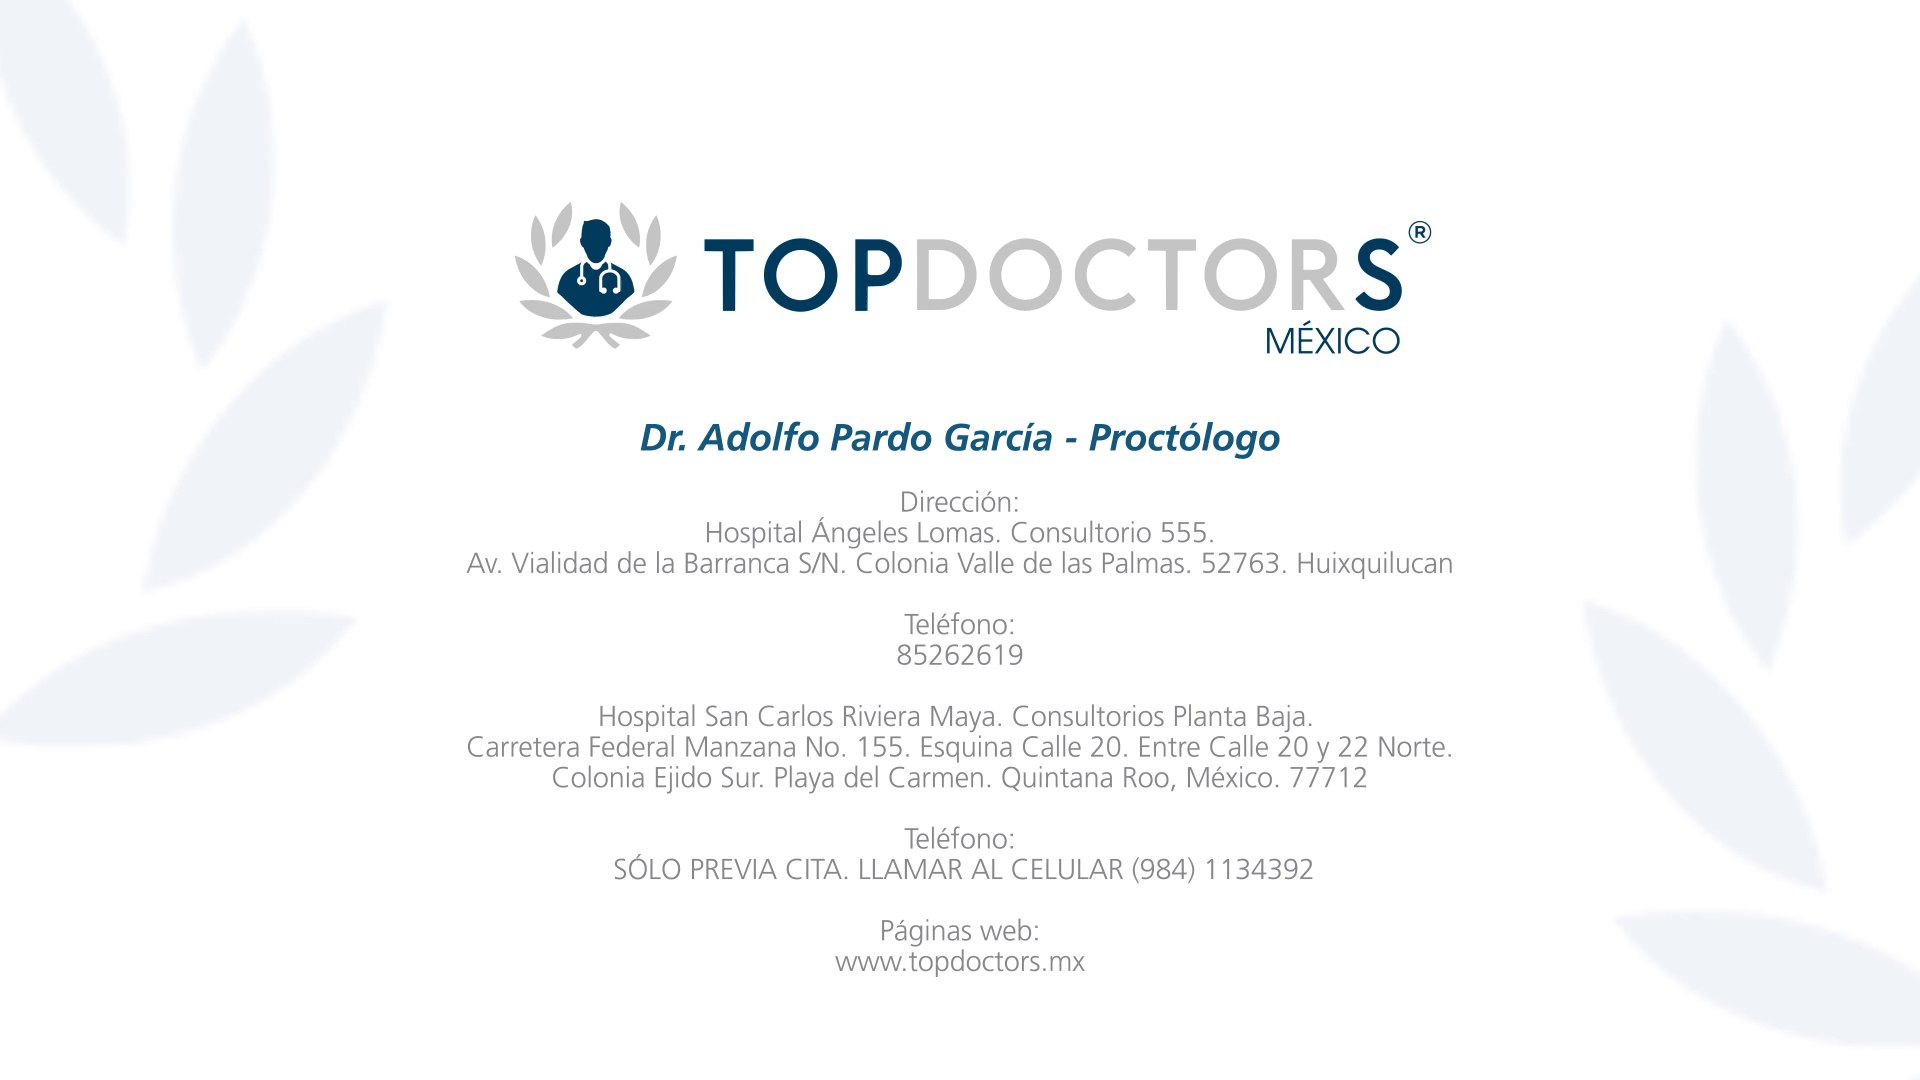 TOPDOCTORS®
MÉXICO
Dr. Adolfo Pardo García - Proctólogo
Dirección:
Hospital Ángeles Lomas. Consultorio 555.
Av. Vialidad de la Barranca S/N. Colonia Valle de las Palmas. 52763. Huixquilucan
Teléfono:
85262619
Hospital San Carlos Riviera Maya. Consultorios Planta Baja.
Carretera Federal Manzana No. 155. Esquina Calle 20. Entre Calle 20 y 22 Norte.
Colonia Ejido Sur. Playa del Carmen. Quintana Roo, México. 77712
Teléfono:
SÓLO PREVIA CITA. LLAMAR AL CELULAR (984) 1134392
Páginas web:
www.topdoctors.mx